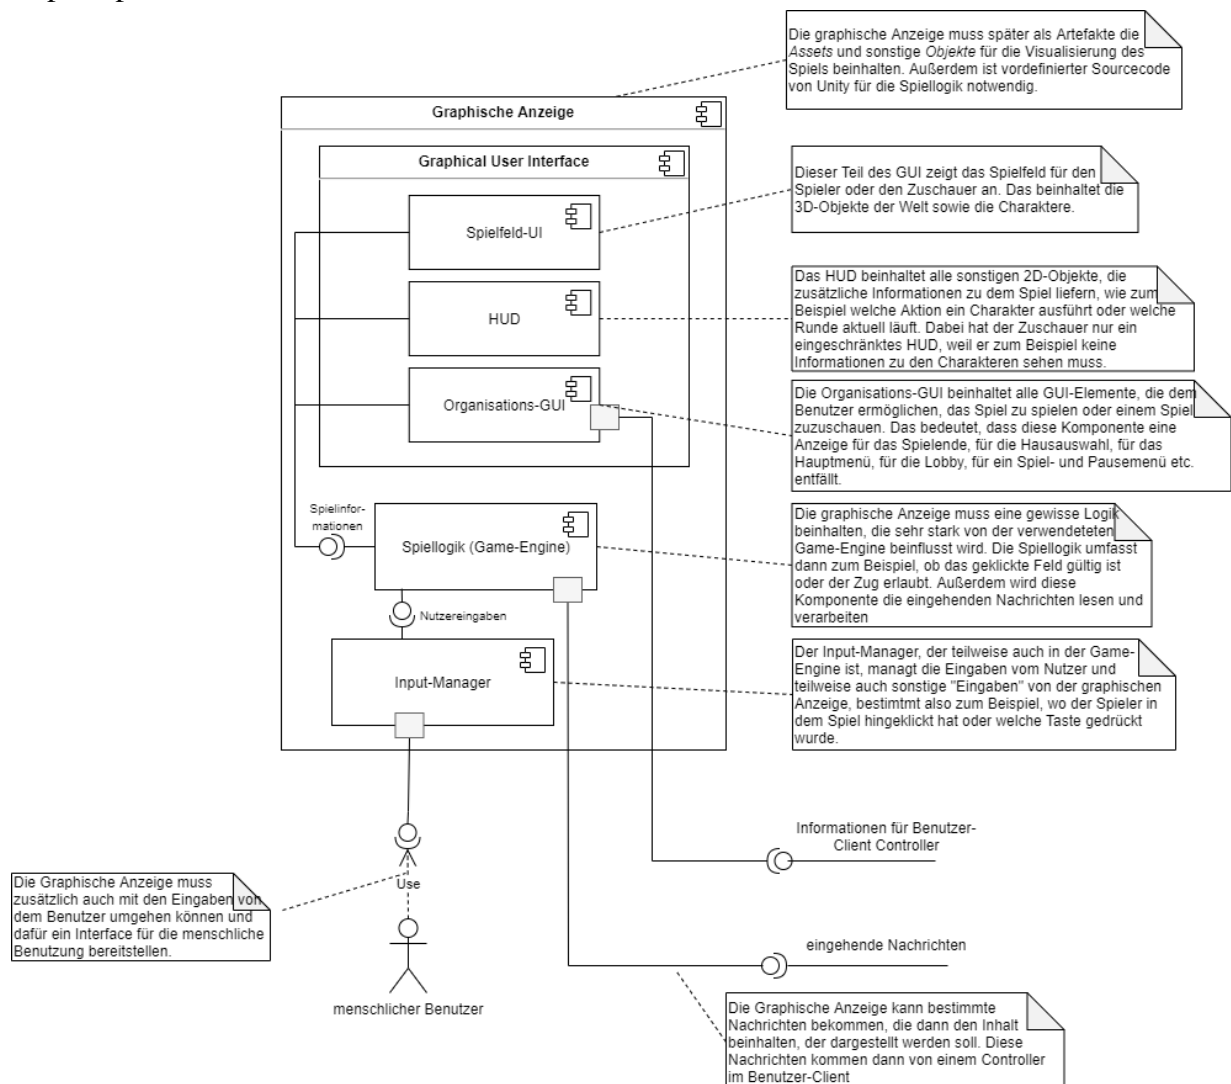 Die graphische Anzeige muss später als Artefakte die
Assets und sonstige Objekte für die Visualisierung des
Spiels beinhalten. Außerdem ist vordefinierter Sourcecode
von Unity für die Spiellogik notwendig.
Graphische Anzeige
Graphical User Interface
Dieser Teil des GUI zeigt das Spielfeld für den
Spieler oder den Zuschauer an. Das beinhaltet die
3D-Objekte der Welt sowie die Charaktere.
Spielfeld-UI
Das HUD beinhaltet alle sonstigen 2D-Objekte, die
zusätzliche Informationen zu dem Spiel liefern, wie zum
Beispiel welche Aktion ein Charakter ausführt oder welche
Runde aktuell läuft. Dabei hat der Zuschauer nur ein
eingeschränktes HUD, weil er zum Beispiel keine
Informationen zu den Charakteren sehen muss.
HUD
Die Organisations-GUI beinhaltet alle GUI-Elemente, die dem
Benutzer ermöglichen, das Spiel zu spielen oder einem Spiel
zuzuschauen. Das bedeutet, dass diese Komponente eine
Anzeige für das Spielende, für die Hausauswahl, für das
Hauptmenü, für die Lobby, für ein Spiel- und Pausemenü etc.
entfällt.
Organisations-GUI
Spielinfor-
mationen
Spiellogik (Game-Engine)
Die graphische Anzeige muss eine gewisse Logik
beinhalten, die sehr stark von der verwendeteten
Game-Engine beinflusst wird. Die Spiellogik umfasst
dann zum Beispiel, ob das geklickte Feld gültig ist
oder der Zug erlaubt. Außerdem wird diese
Komponente die eingehenden Nachrichten lesen und
verarbeiten
Nutzereingaben
Input-Manager
Der Input-Manager, der teilweise auch in der Game-
Engine ist, managt die Eingaben vom Nutzer und
teilweise auch sonstige "Eingaben" von der graphischen
Anzeige, bestimtmt also zum Beispiel, wo der Spieler in
dem Spiel hingeklickt hat oder welche Taste gedrückt
wurde.
Informationen für Benutzer-
Client Controller
Die Graphische Anzeige muss
zusätzlich auch mit den Eingaben von
dem Benutzer umgehen können und
dafür ein Interface für die menschliche
Benutzung bereitstellen.
Use
menschlicher Benutzer
eingehende Nachrichten
Die Graphische Anzeige kann bestimmte
Nachrichten bekommen, die dann den Inhalt
beinhalten, der dargestellt werden soll. Diese
Nachrichten kommen dann von einem Controller
im Benutzer-Client